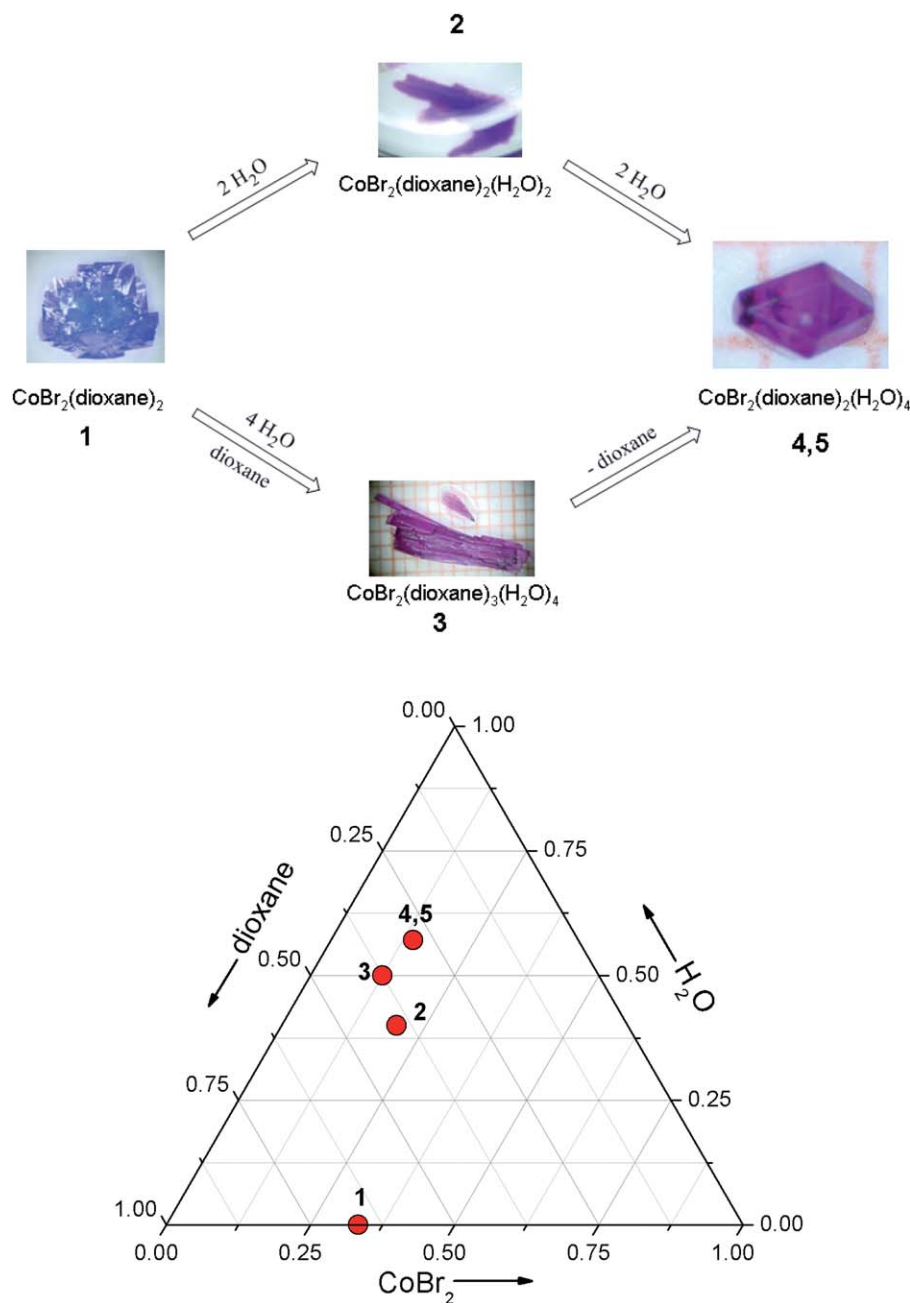 2
2 H₂O
CoBr₂(dioxane)₂(H₂O)₂
2 H₂O
CoBr₂(dioxane)₂
1
CoBr₂(dioxane)₂(H₂O)₄
4,5
4 H₂O
dioxane
- dioxane
CoBr₂(dioxane)₃(H₂O)₄
3
0.00
1.00
0.25
0.75
dioxane
4,5
H₂O
0.50
3
0.50
2
0.75
0.25
1
1.00
0.00
0.00
0.25
0.50
0.75
1.00
CoBr₂